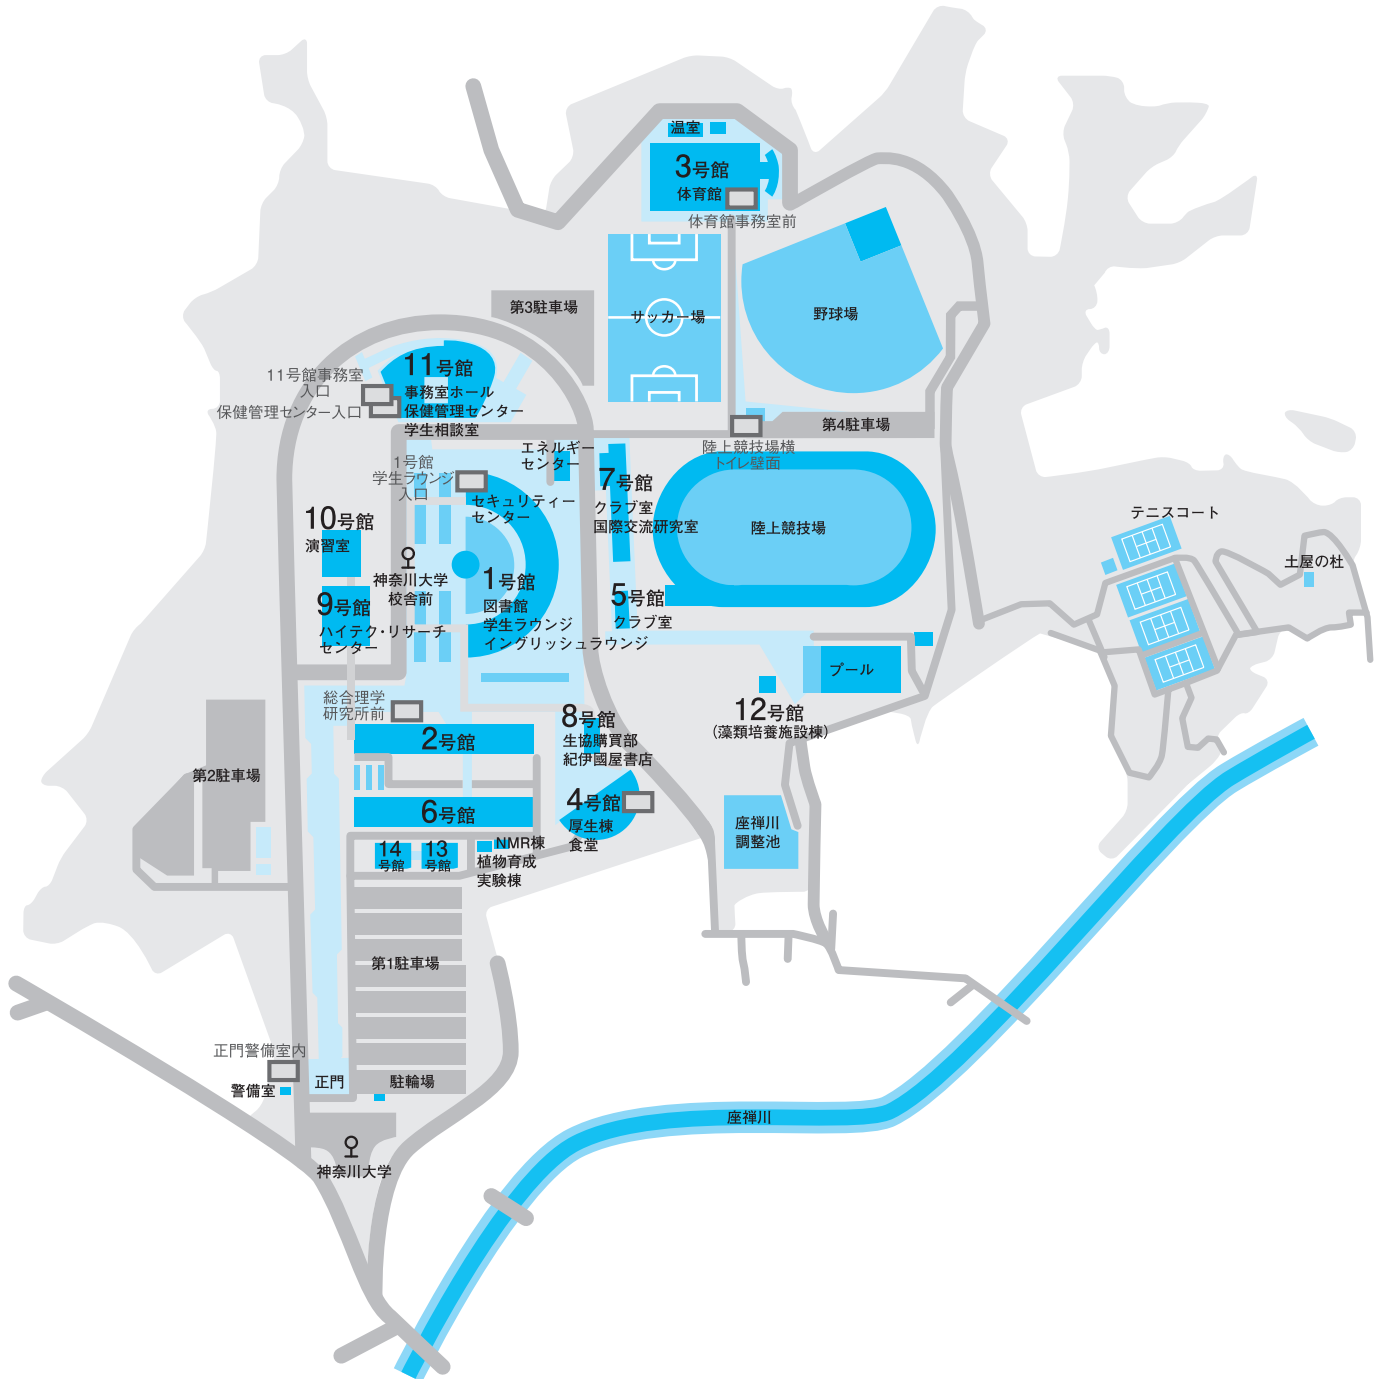 温室
3号館
体育館
体育館事務室前
第3駐車場
サッカー場
野球場
11号館
事務室ホール
保健管理センター
学生相談室
11号館事務室
入口
保健管理センター入口
第4駐車場
陸上競技場横
トイレ壁面
エネルギー
センター
1号館
学生ラウンジ
入口
セキュリティー
センター
7号館
クラブ室
国際交流研究室
陸上競技場
テニスコート
土屋の杜
10号館
演習室
神奈川大学
校舎前
1号館
図書館
学生ラウンジ
イングリッシュラウンジ
9号館
ハイテク・リサーチ
センター
5号館
クラブ室
プール
12号館
(藻類培養施設棟)
総合理学
研究所前
2号館
8号館
生協購買部
紀伊國屋書店
第2駐車場
6号館
4号館
厚生棟
食堂
座禅川
調整池
14
号館
13
号館
NMR棟
植物育成
実験棟
第1駐車場
正門警備室内
警備室
正門
駐輪場
座禅川
神奈川大学